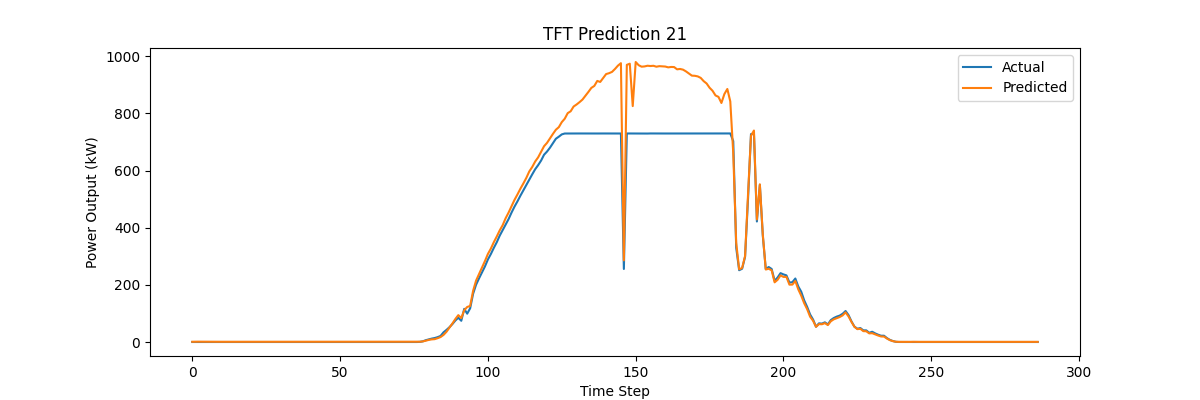 TFT Prediction 21
1000
800
600
400
200
0
Power Output (kW)
Actual
Predicted
0 50 100 150 200 250 300
Time Step